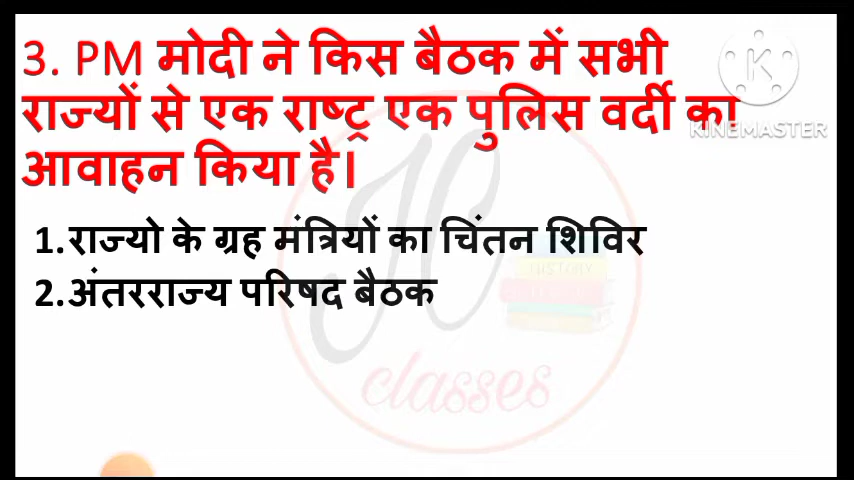 3. PM मोदी ने किस बैठक में सभी
राज्यों से एक राष्ट्र एक पुलिस वर्दी का
आवाहन किया है।
KINEMASTER
1.राज्यो के ग्रह मंत्रियों का चिंतन शिविर
2.अंतरराज्य परिषद बैठक
HISTORY
JC
classes